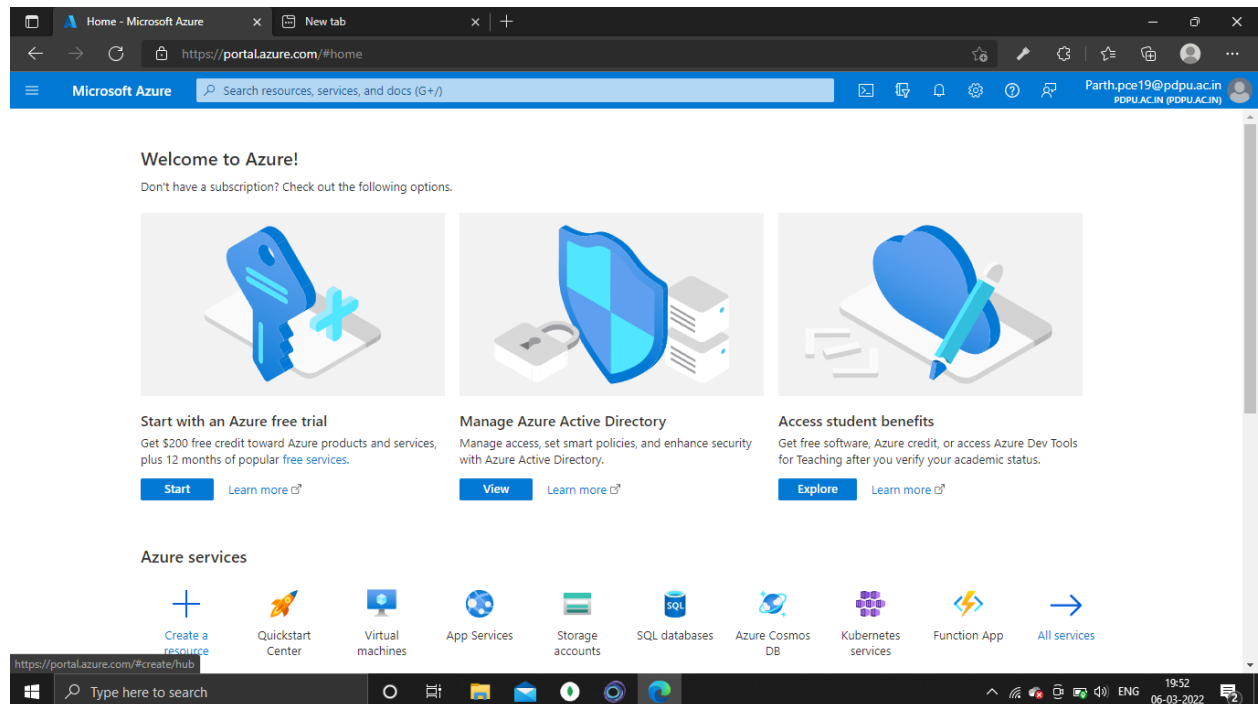 Home - Microsoft Azure
New tab
https://portal.azure.com/#home
Microsoft Azure
Search resources, services, and docs (G+/)
Parth.pce19@pdpu.ac.in
PDPU.AC.IN (PDPU.AC.IN)
Welcome to Azure!
Don't have a subscription? Check out the following options.
Start with an Azure free trial
Get $200 free credit toward Azure products and services,
plus 12 months of popular free services.
Start
Learn more
Manage Azure Active Directory
Manage access, set smart policies, and enhance security
with Azure Active Directory.
View
Learn more
Access student benefits
Get free software, Azure credit, or access Azure Dev Tools
for Teaching after you verify your academic status.
Explore
Learn more
Azure services
Create a
resource
Quickstart
Center
Virtual
machines
App Services
Storage
accounts
SQL
SQL databases
Azure Cosmos
DB
Kubernetes
services
Function App
All services
https://portal.azure.com/#create/hub
Type here to search
ENG
19:52
06-03-2022
2